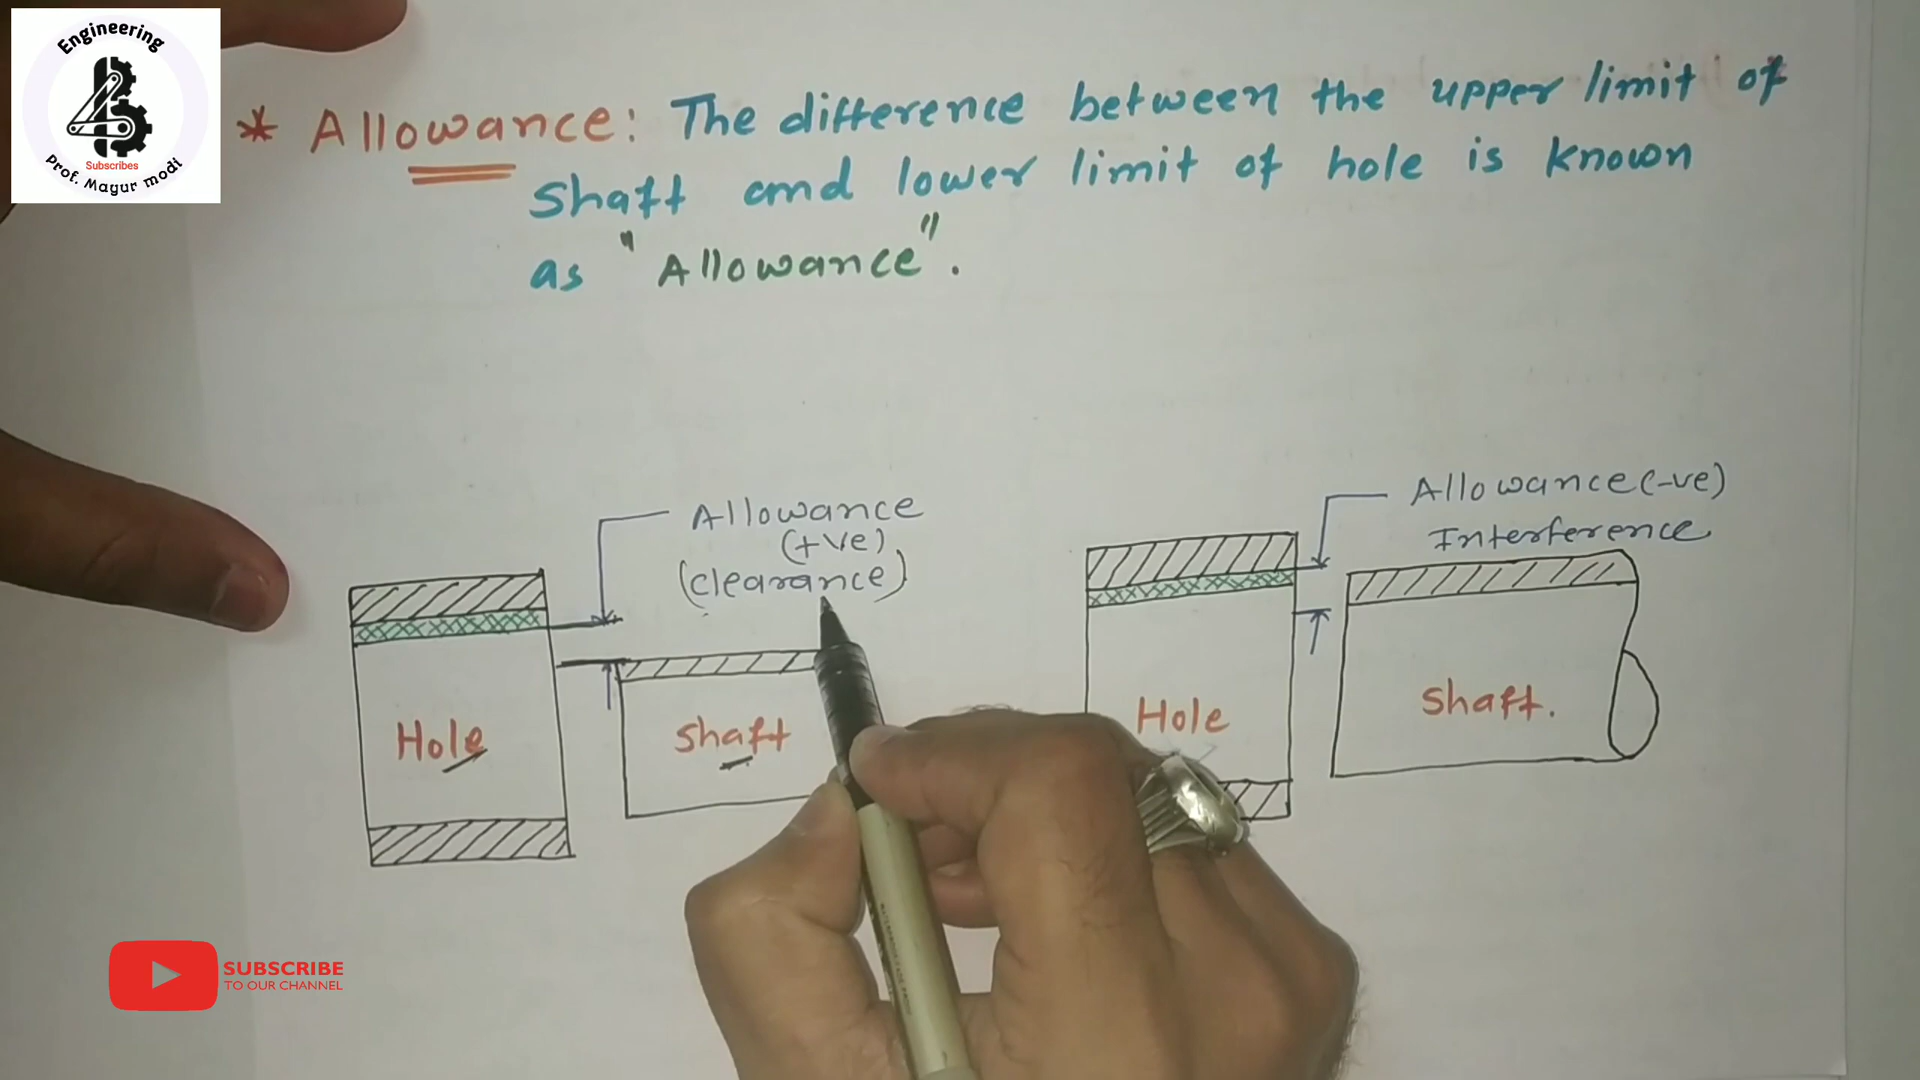 Engineering
Subscribes
Prof. Mayur modi
* Allowance: The difference between the upper limit of
shaft and lower limit of hole is known
as "Allowance".
Allowance
(+ve)
(clearance)
Allowance (-ve)
Interference
Hole
shaft
Hole
shaft.
SUBSCRIBE
TO OUR CHANNEL